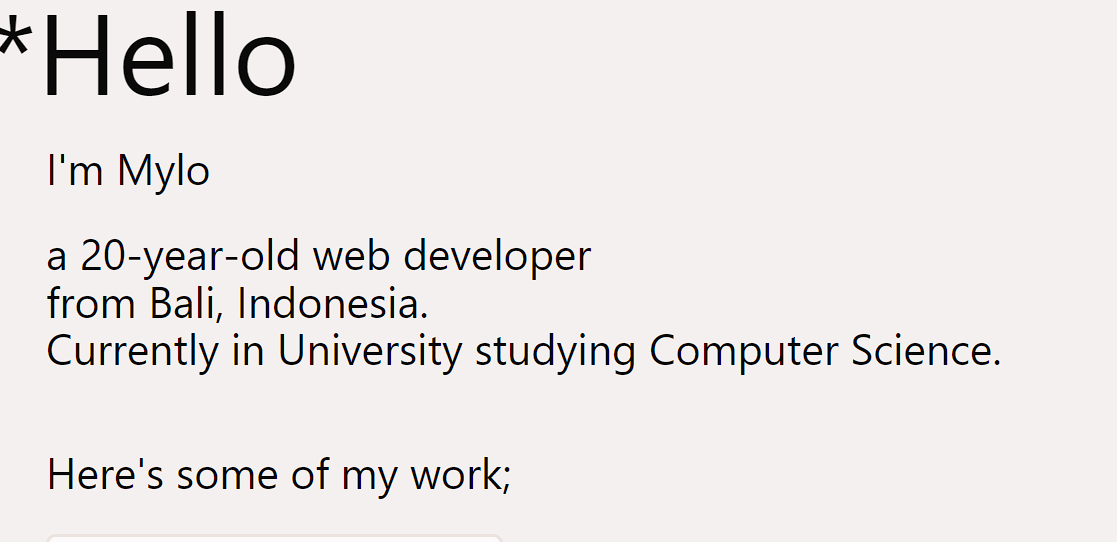 *Hello
I'm Mylo
a 20-year-old web developer
from Bali, Indonesia.
Currently in University studying Computer Science.
Here's some of my work;